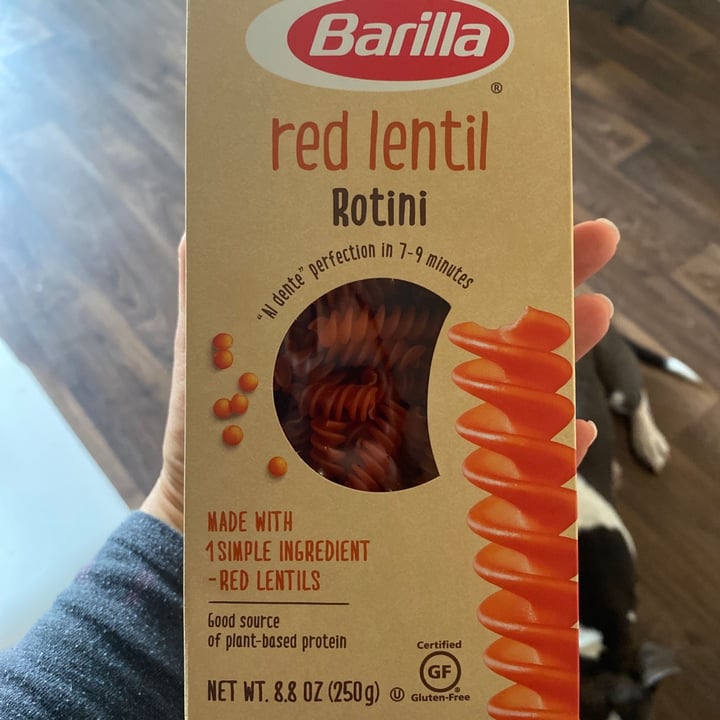 Barilla
®
red lentil
Rotini
"Al dente" perfection in 7-9 minutes
MADE WITH
1 SIMPLE INGREDIENT
- RED LENTILS
Good source
of plant-based protein
NET WT. 8.8 OZ (250g)
U
Certified
GF
®
Gluten-Free